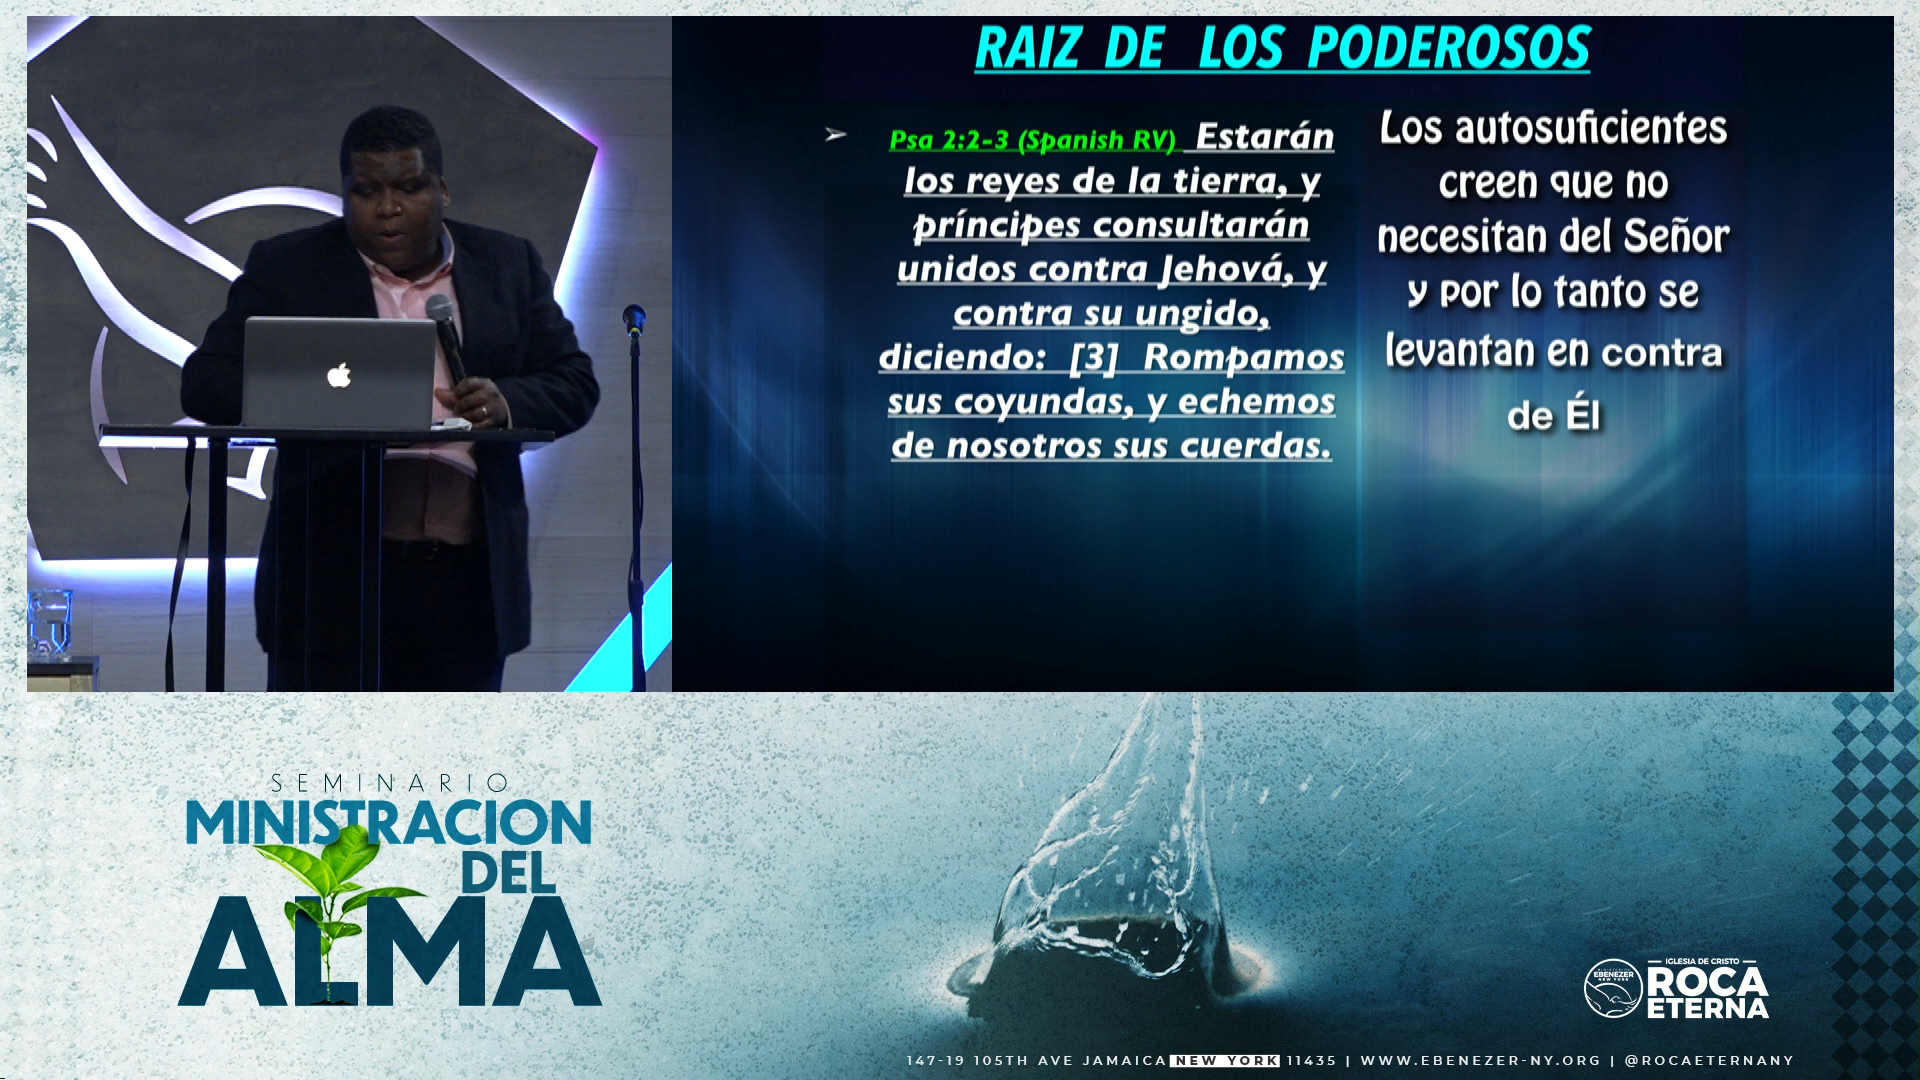 RAIZ DE LOS PODEROSOS
➢ Psa 2:2-3 (Spanish RV) Estarán
los reyes de la tierra, y
príncipes consultarán
unidos contra Jehová, y
contra su ungido,
diciendo: [3] Rompamos
sus coyundas, y echemos
de nosotros sus cuerdas.
Los autosuficientes
creen que no
necesitan del Señor
y por lo tanto se
levantan en contra
de Él
SEMINARIO
MINISTRACION
DEL
ALMA
MINISTERIOS
EBENEZER
NEW YORK
IGLESIA DE CRISTO
ROCA
ETERNA
147-19 105TH AVE JAMAICA NEW YORK 11435 | WWW.EBENEZER-NY.ORG | @ROCAETERNANY